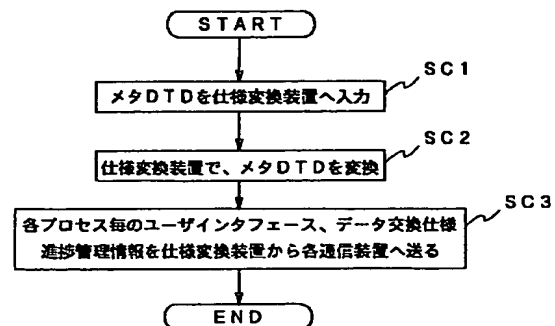 START
SC1
メタDTDを仕様変換装置へ入力
SC2
仕様変換装置で、メタDTDを変換
SC3
各プロセス毎のユーザインタフェース、データ交換仕様
進捗管理情報を仕様変換装置から各通信装置へ送る
END